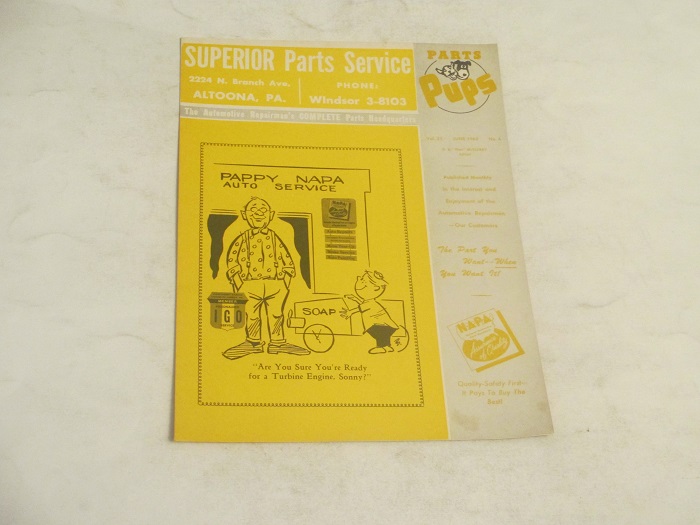 SUPERIOR Parts Service
2224 N. Branch Ave.
ALTOONA, PA.
PHONE:
Windsor 3-8103
The Automotive Repairman's COMPLETE Parts Headquarters
PARTS
Pups
Published Monthly
in the Interest and
Enjoyment of the
Automotive Repairman
—Our Customers
The Part You
Want—When
You Want It!
NAPA
Quality-Safety First—
It Pays To Buy The
Best!
PAPPY NAPA
AUTO SERVICE
IGO
SOAP
"Are You Sure You're Ready
for a Turbine Engine, Sonny?"